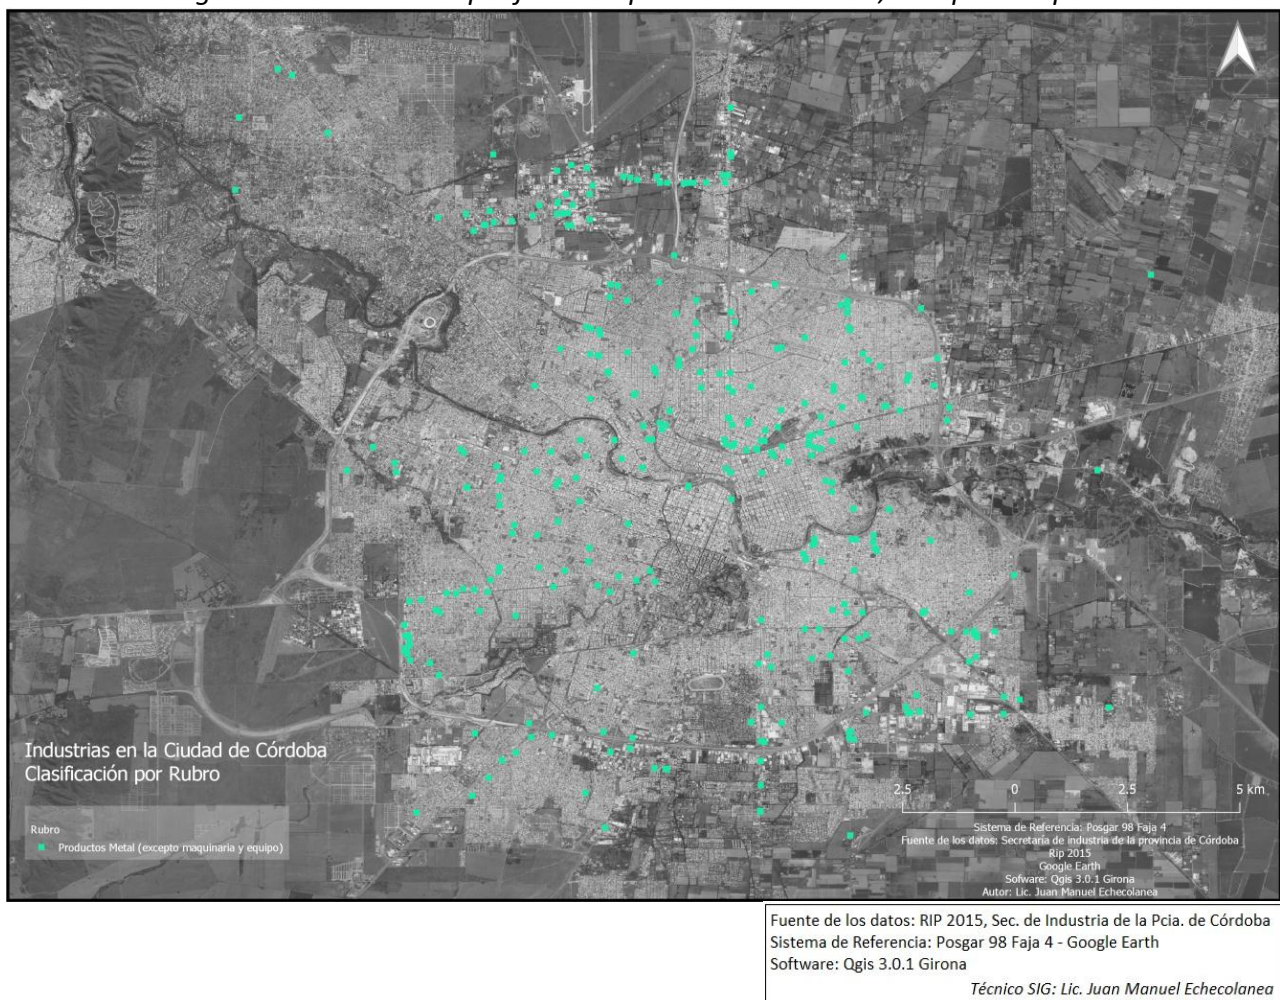 Industrias en la Ciudad de Córdoba
Clasificación por Rubro
Rubro
Productos Metal (excepto maquinaria y equipo)
2.5 0 2.5 5 km
Sistema de Referencia: Posgar 98 Faja 4
Fuente de los datos: Secretaría de industria de la provincia de Córdoba
Rip 2015
Google Earth
Sofware: Qgis 3.0.1 Girona
Autor: Lic. Juan Manuel Echecolanea
Fuente de los datos: RIP 2015, Sec. de Industria de la Pcia. de Córdoba
Sistema de Referencia: Posgar 98 Faja 4 - Google Earth
Software: Qgis 3.0.1 Girona
Técnico SIG: Lic. Juan Manuel Echecolanea